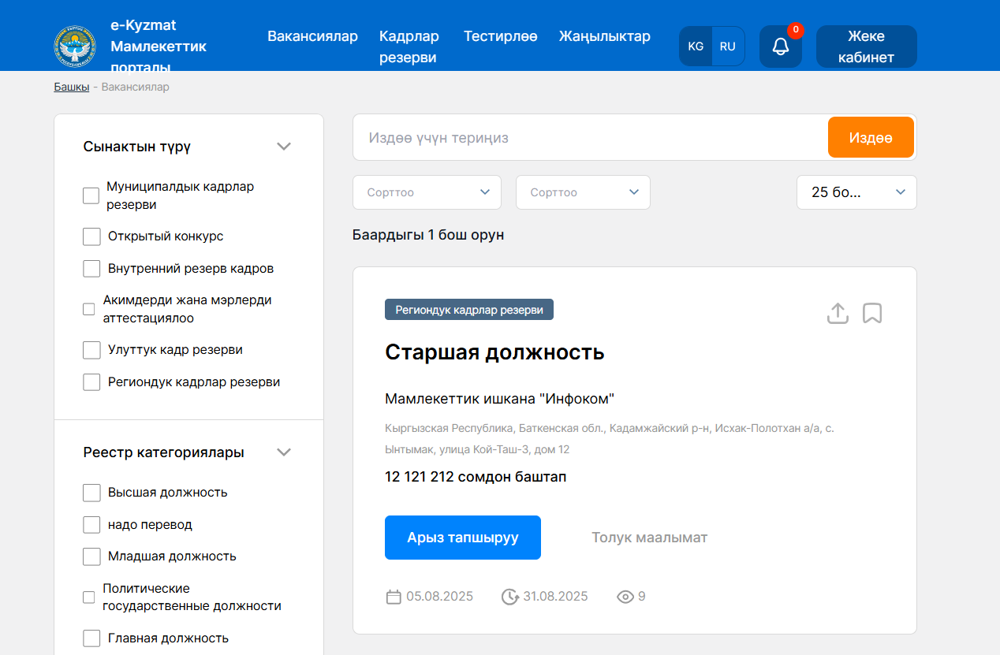 e-Kyzmat
Мамлекеттик
порталы
Вакансиялар
Кадрлар
резерви
Тестирлөө
Жаңылыктар
KG
RU
0
Жеке
кабинет
Башкы - Вакансиялар
Сынактын түрү
Муниципалдык кадрлар
резерви
Открытый конкурс
Внутренний резерв кадров
Акимдерди жана мэрлерди
аттестациялоо
Улуттук кадр резерви
Региондук кадрлар резерви
Реестр категориялары
Высшая должность
надо перевод
Младшая должность
Политические
государственные должности
Главная должность
Издөө үчүн териңиз
Издөө
Сорттоо
Сорттоо
25 бо...
Баардыгы 1 бош орун
Региондук кадрлар резерви
Старшая должность
Мамлекеттик ишкана "Инфоком"
Кыргызская Республика, Баткенская обл., Кадамжайский р-н, Исхак-Полотхан а/а, с.
Ынтымак, улица Кой-Таш-3, дом 12
12 121 212 сомдон баштап
Арыз тапшыруу
Толук маалымат
05.08.2025
31.08.2025
9